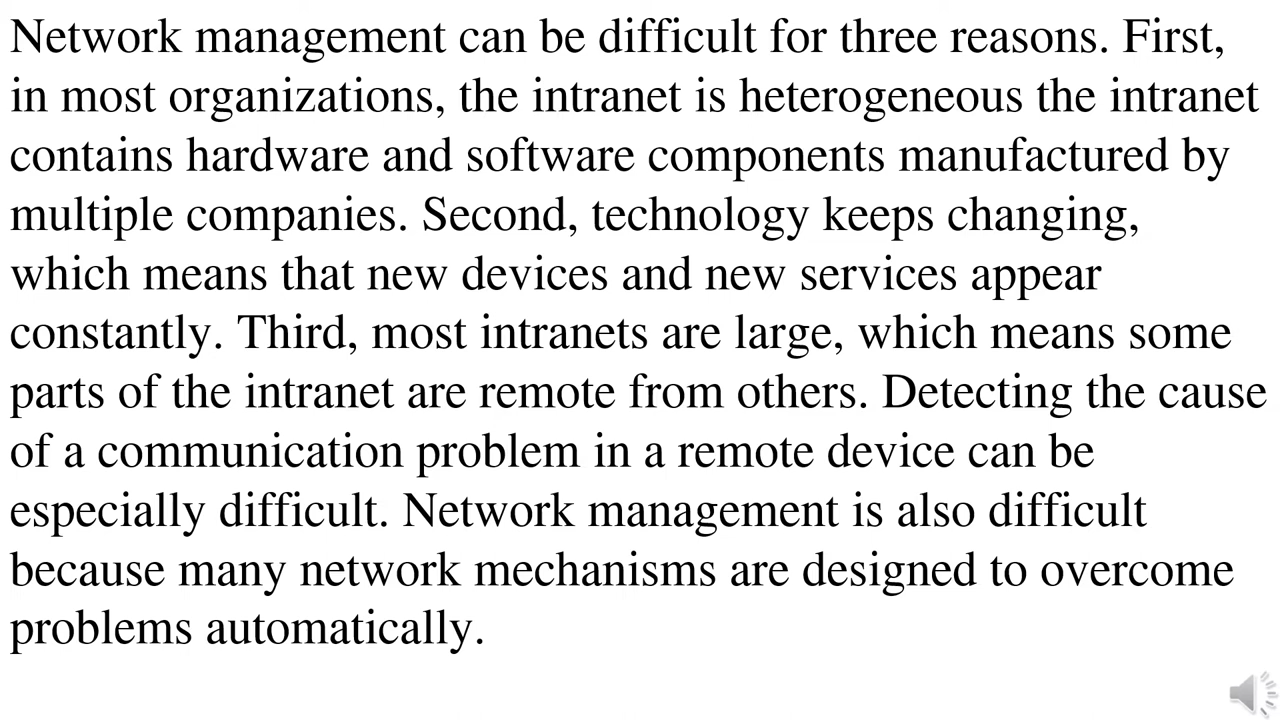 Network management can be difficult for three reasons. First,
in most organizations, the intranet is heterogeneous the intranet
contains hardware and software components manufactured by
multiple companies. Second, technology keeps changing,
which means that new devices and new services appear
constantly. Third, most intranets are large, which means some
parts of the intranet are remote from others. Detecting the cause
of a communication problem in a remote device can be
especially difficult. Network management is also difficult
because many network mechanisms are designed to overcome
problems automatically.